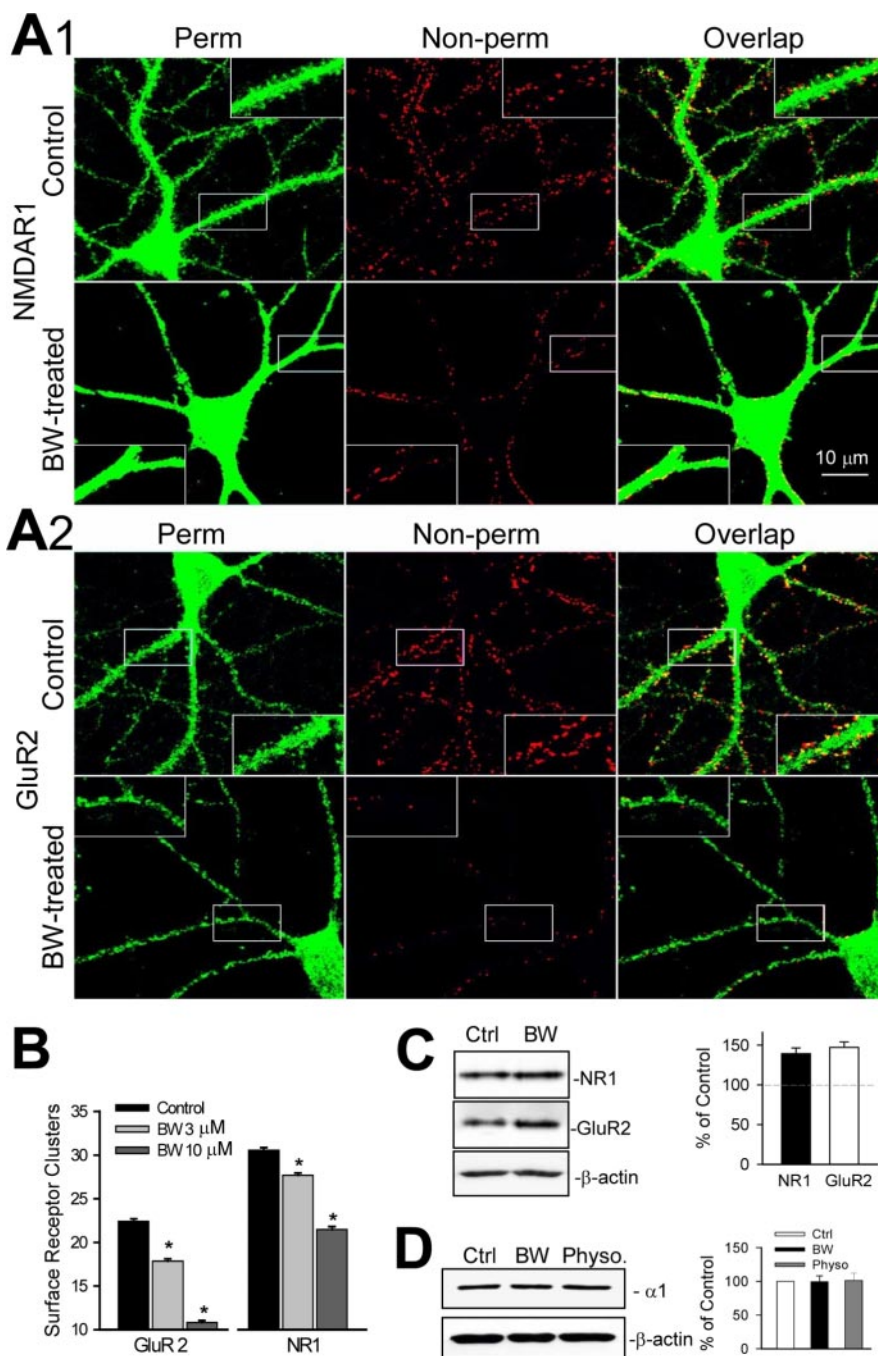 A1
Perm Non-perm Overlap
NMDAR1
Control
BW-treated
10 μm
A2
Perm Non-perm Overlap
GluR2
Control
BW-treated
B
Surface Receptor Clusters
35
30
25
20
15
10
Control
BW 3 μM
BW 10 μM
* * * *
GluR 2 NR1
C
Ctrl BW
-NR1
-GluR2
-β-actin
% of Control
150
100
50
0
NR1 GluR2
D
Ctrl BW Physo.
- α1
-β-actin
% of Control
Ctrl
BW
Physo
150
100
50
0